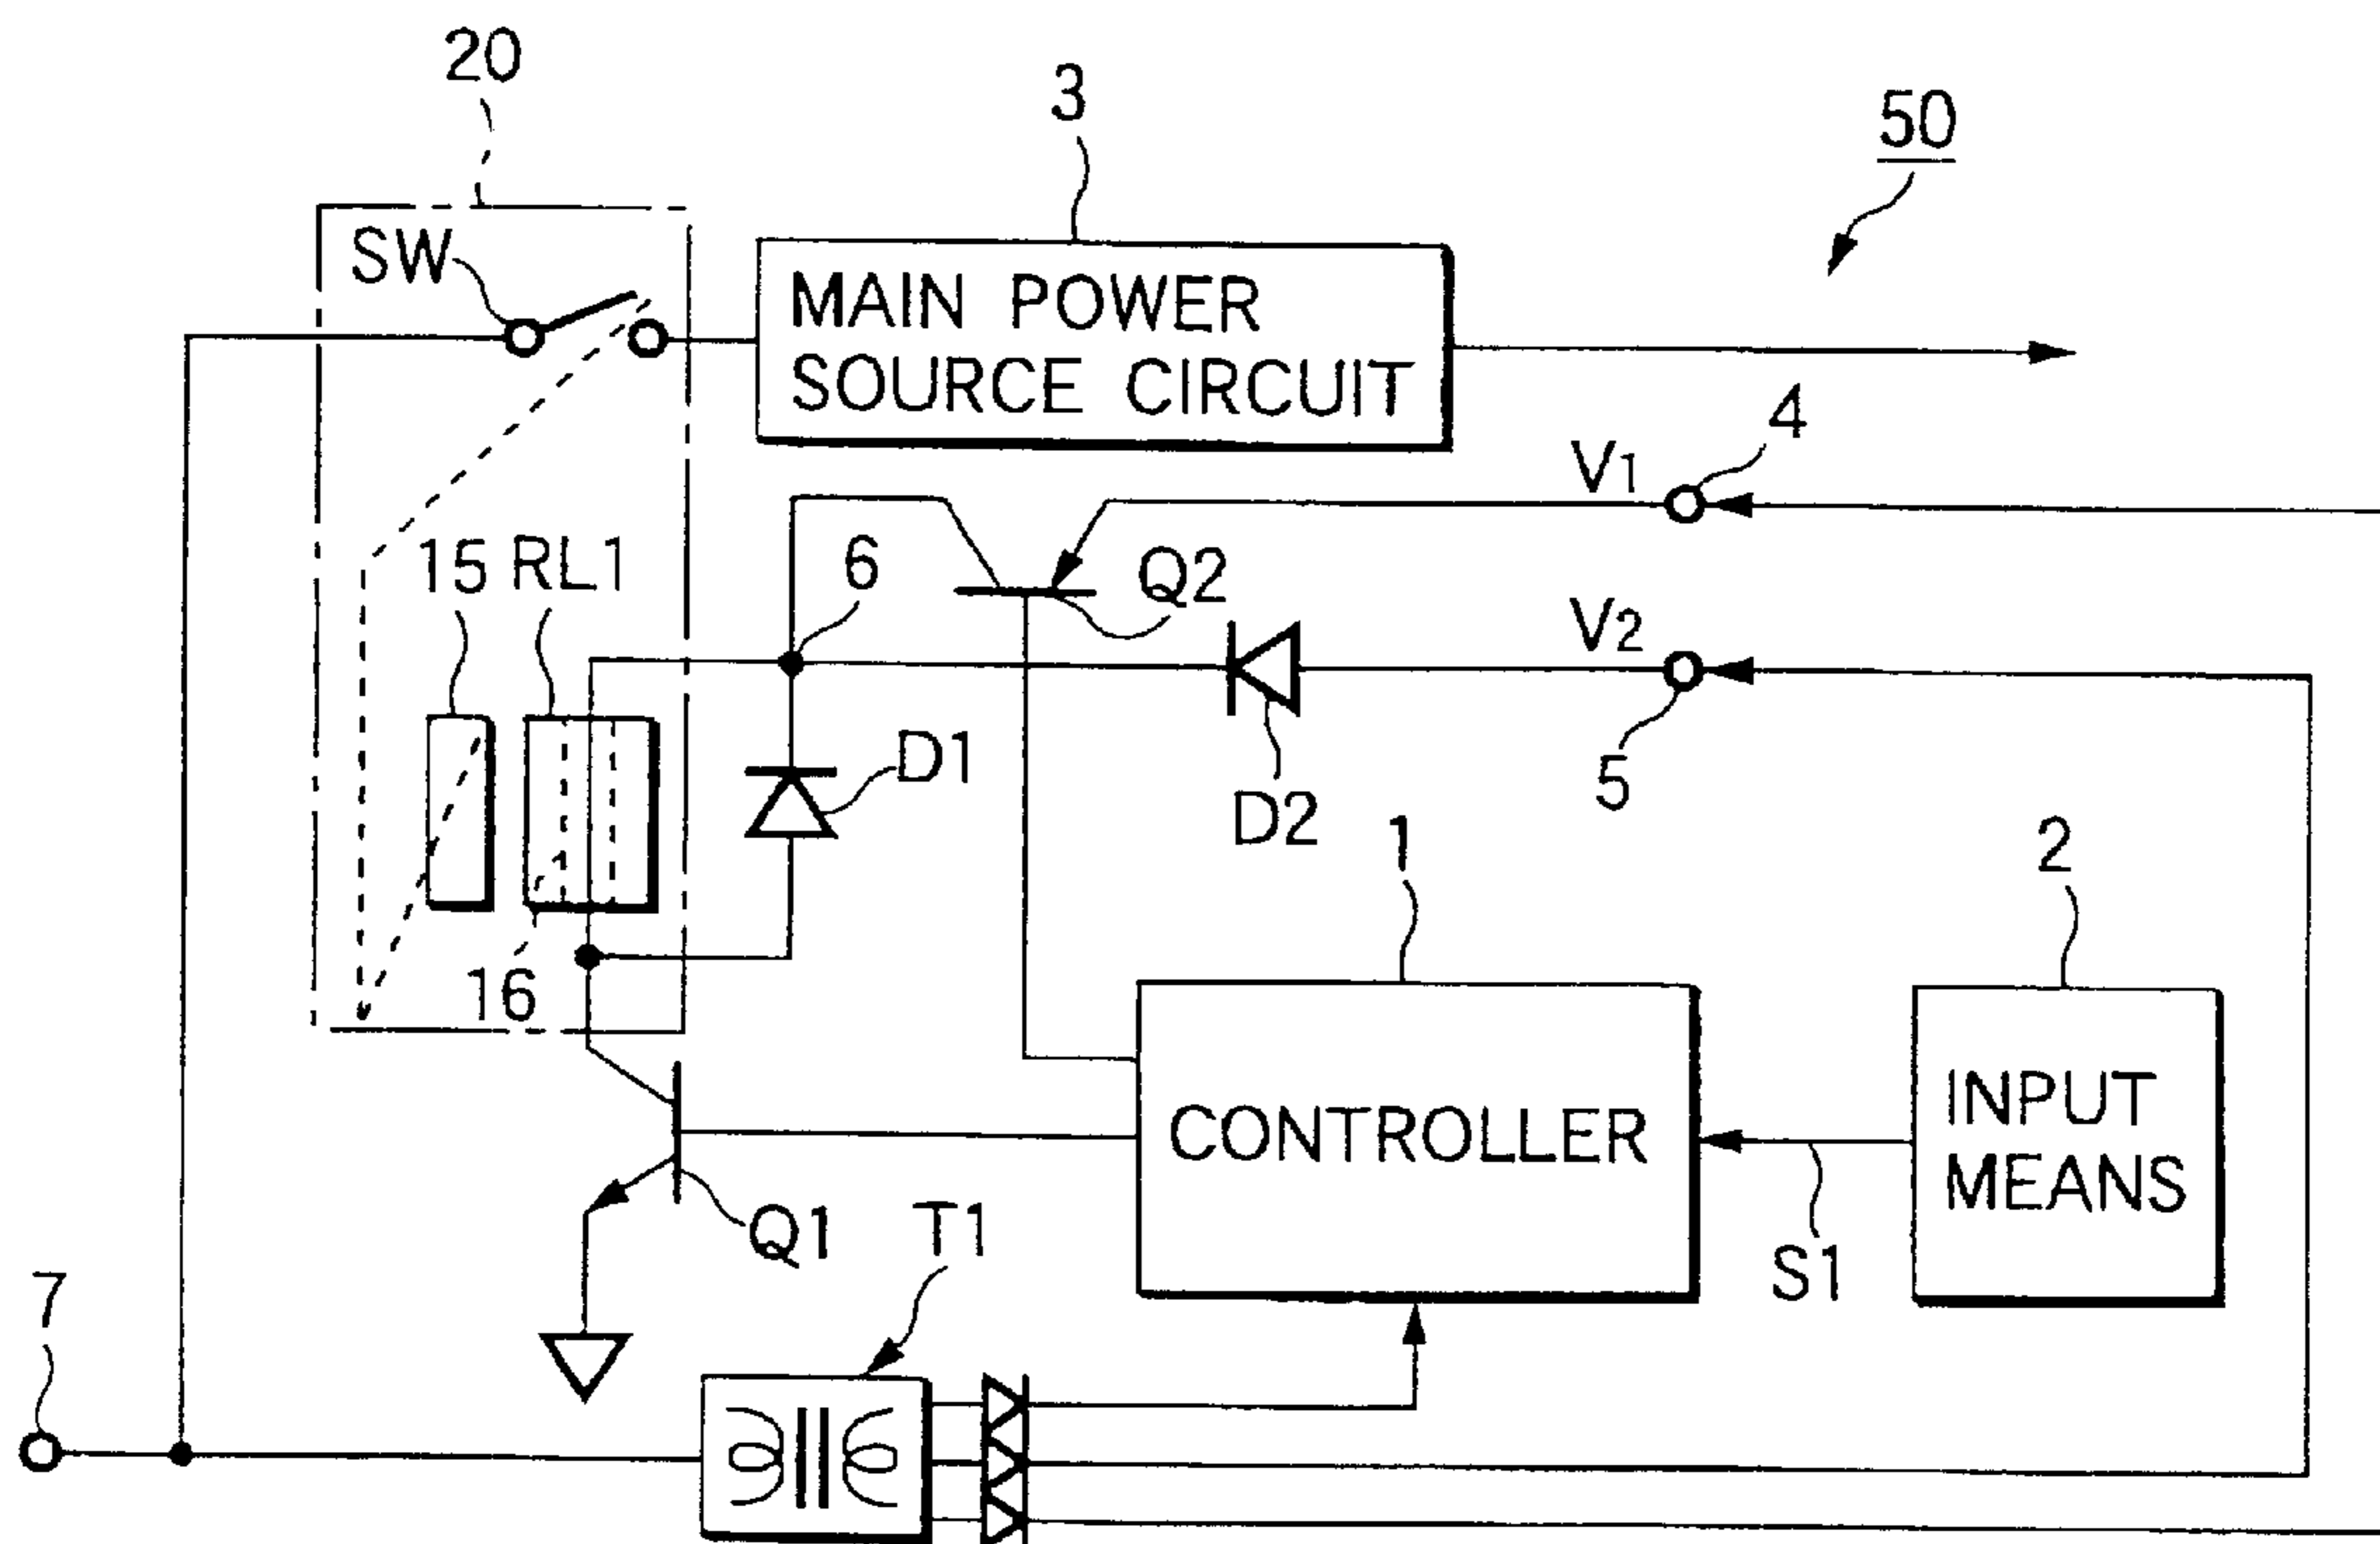 20
3
50
SW
MAIN POWER
SOURCE CIRCUIT
4
V1
15 RL1
6
Q2
V2
D1
5
D2
1
2
16
CONTROLLER
INPUT
MEANS
Q1
T1
S1
7